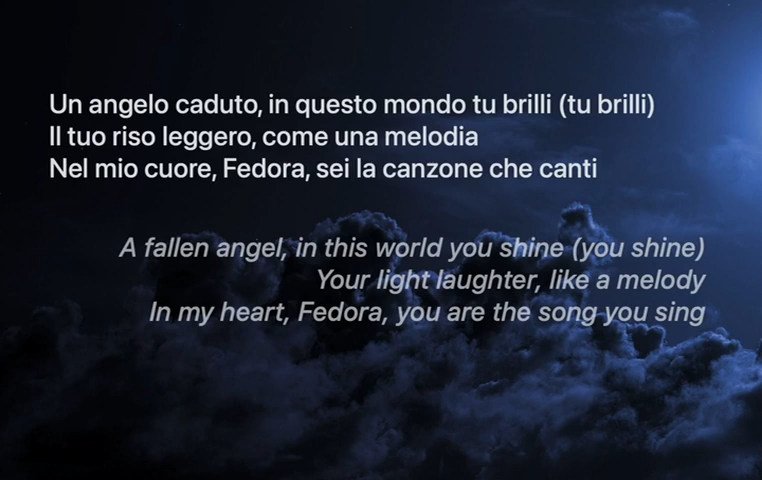 Un angelo caduto, in questo mondo tu brilli (tu brilli)
Il tuo riso leggero, come una melodia
Nel mio cuore, Fedora, sei la canzone che canti
A fallen angel, in this world you shine (you shine)
Your light laughter, like a melody
In my heart, Fedora, you are the song you sing